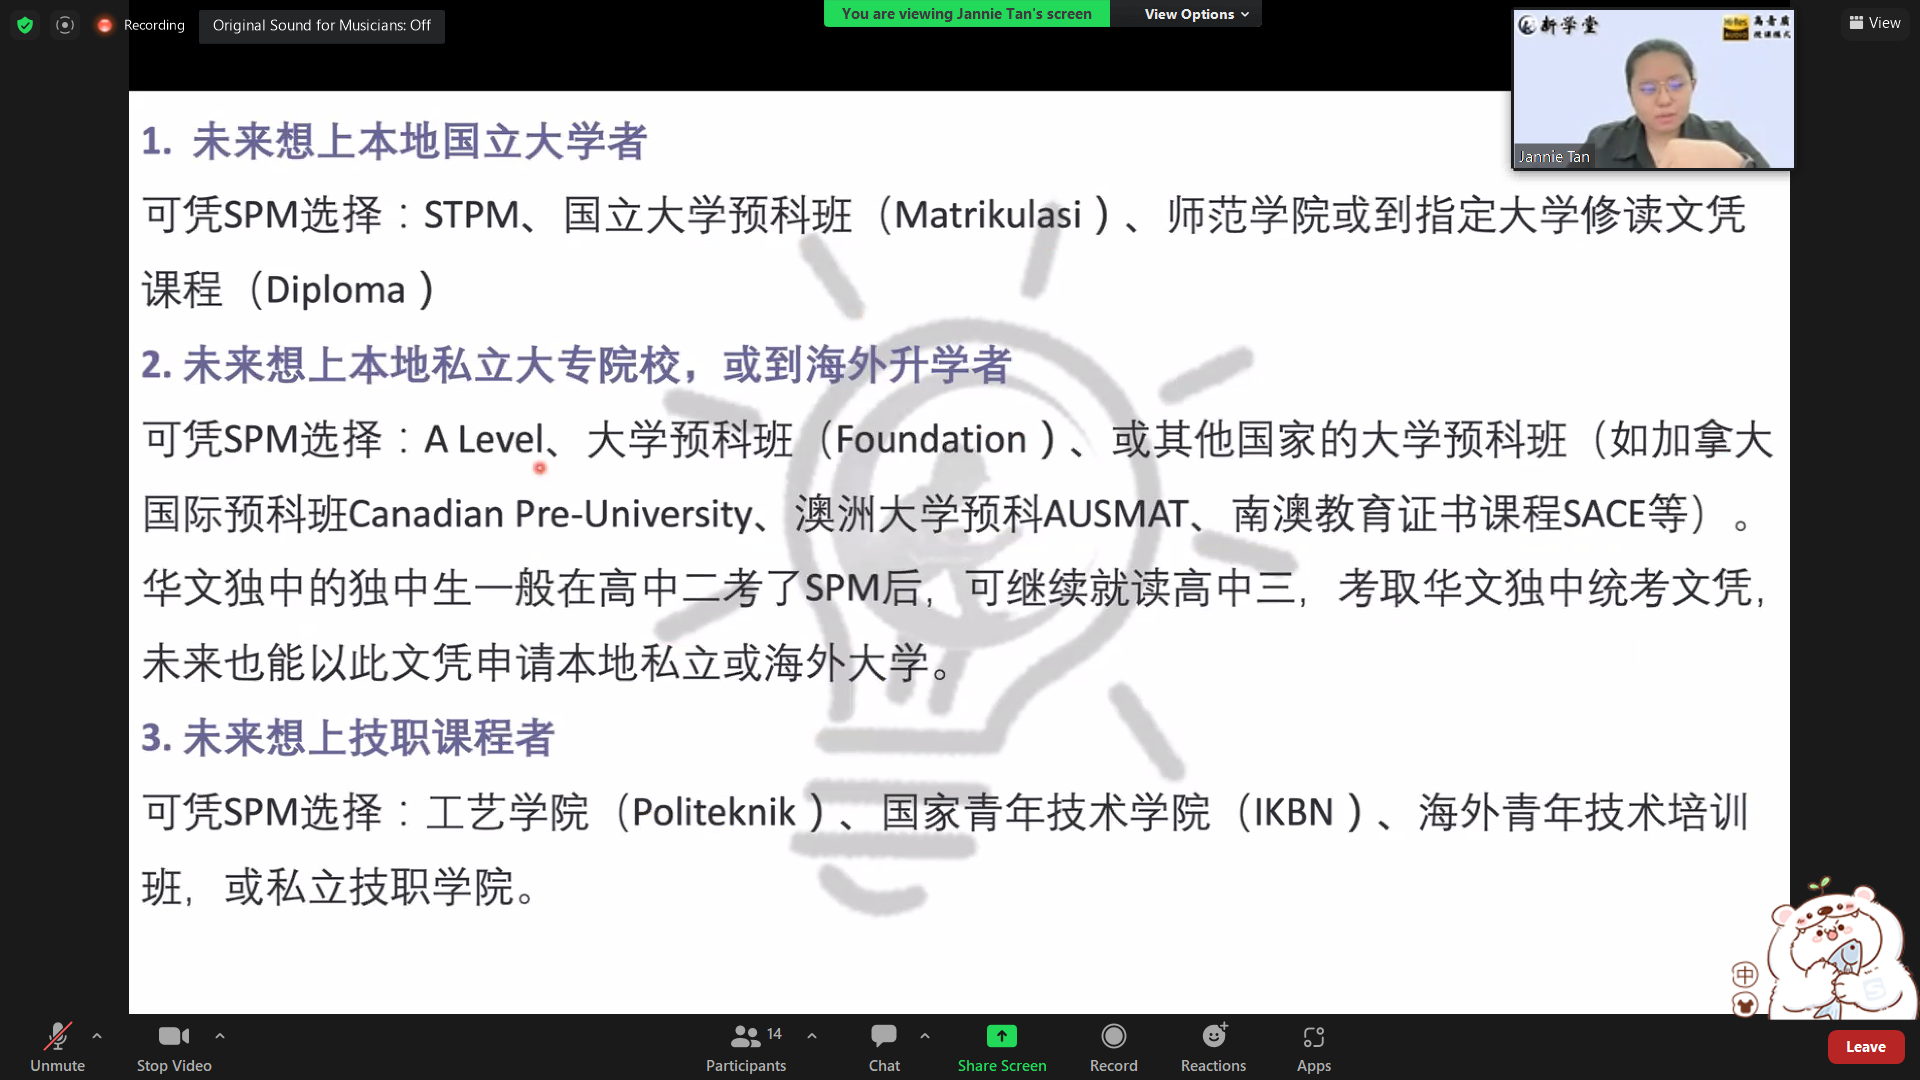 Recording
Original Sound for Musicians: Off
You are viewing Jannie Tan's screen
View Options
View
新学堂
Hi-Res AUDIO
高音质
授课模式
Jannie Tan
1. 未来想上本地国立大学者
可凭SPM选择：STPM、国立大学预科班（Matrikulasi）、师范学院或到指定大学修读文凭
课程（Diploma）
2. 未来想上本地私立大专院校，或到海外升学者
可凭SPM选择：A Level、大学预科班（Foundation）、或其他国家的大学预科班（如加拿大
国际预科班Canadian Pre-University、澳洲大学预科AUSMAT、南澳教育证书课程SACE等）。
华文独中的独中生一般在高中二考了SPM后，可继续就读高中三，考取华文独中统考文凭，
未来也能以此文凭申请本地私立或海外大学。
3. 未来想上技职课程者
可凭SPM选择：工艺学院（Politeknik）、国家青年技术学院（IKBN）、海外青年技术培训
班，或私立技职学院。
中
S
Unmute
Stop Video
14
Participants
Chat
Share Screen
Record
Reactions
Apps
Leave